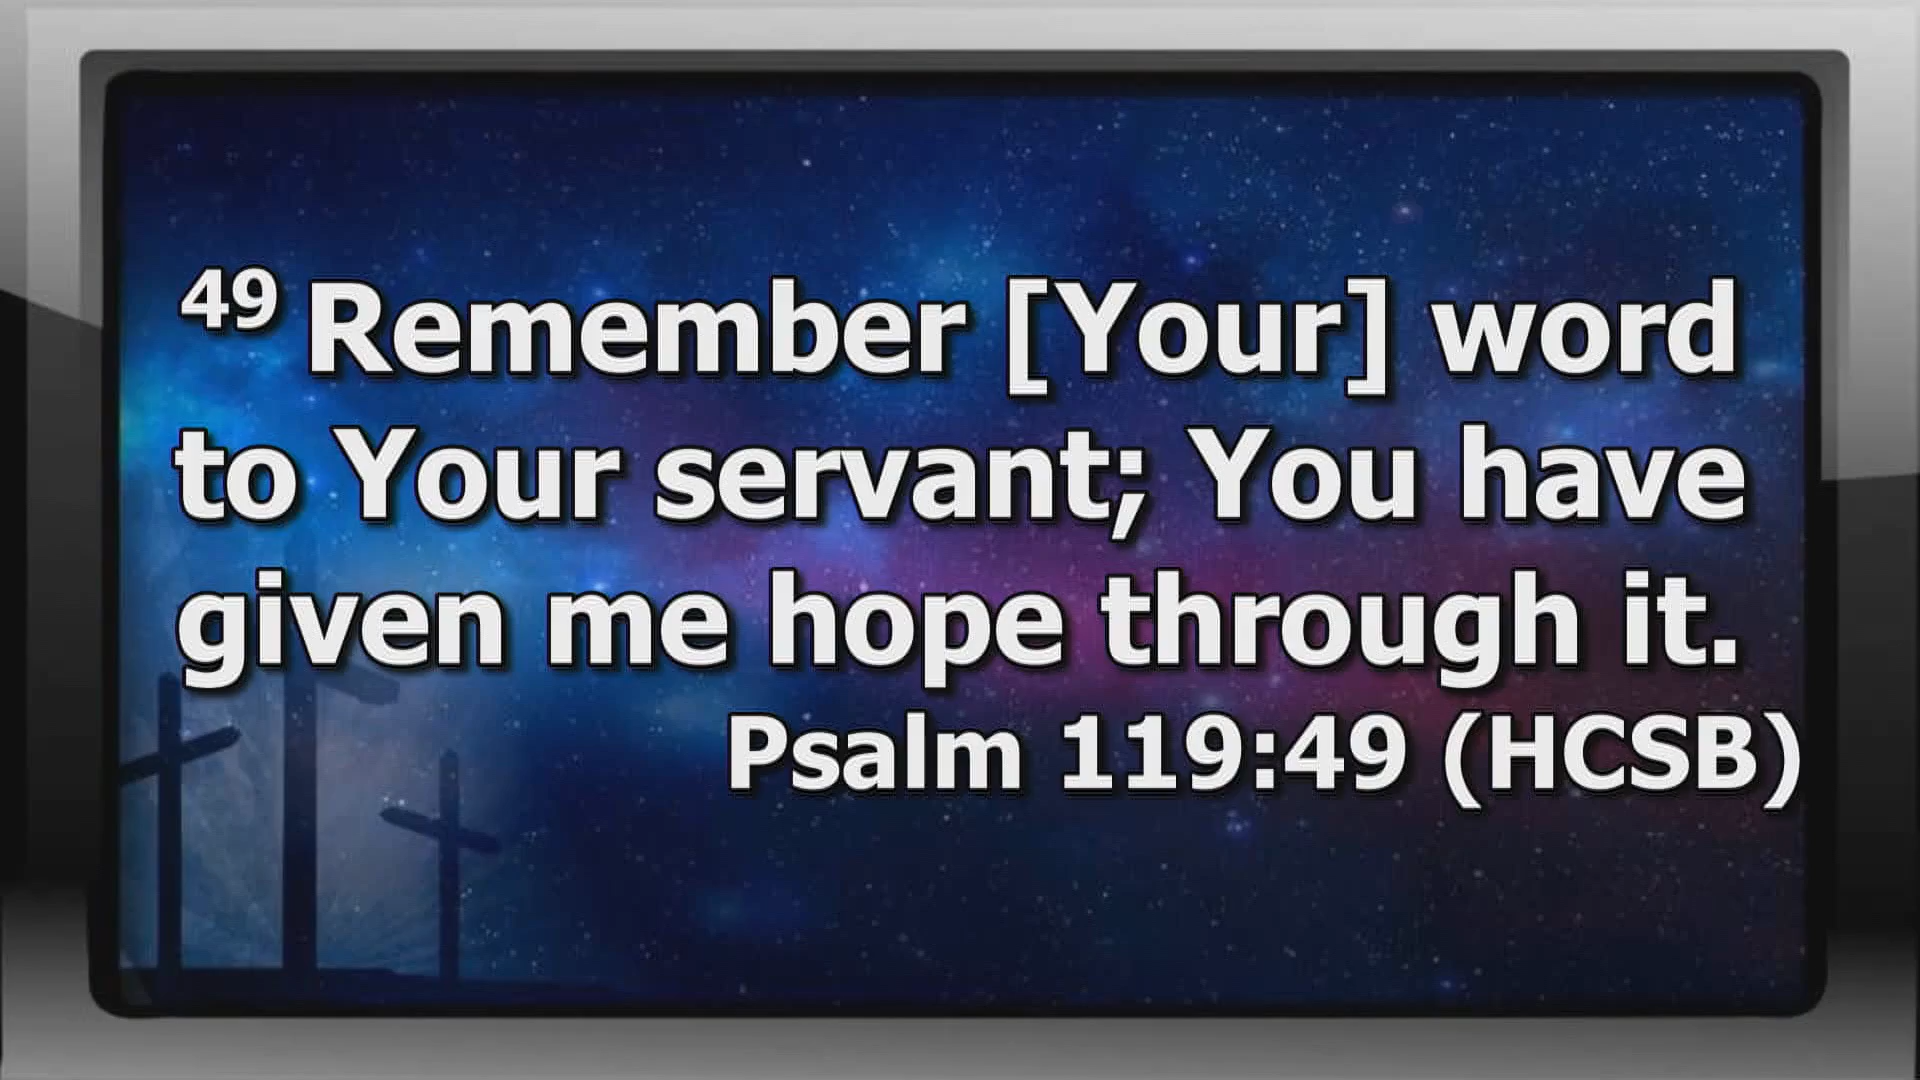 49 Remember [Your] word
to Your servant; You have
given me hope through it.
Psalm 119:49 (HCSB)